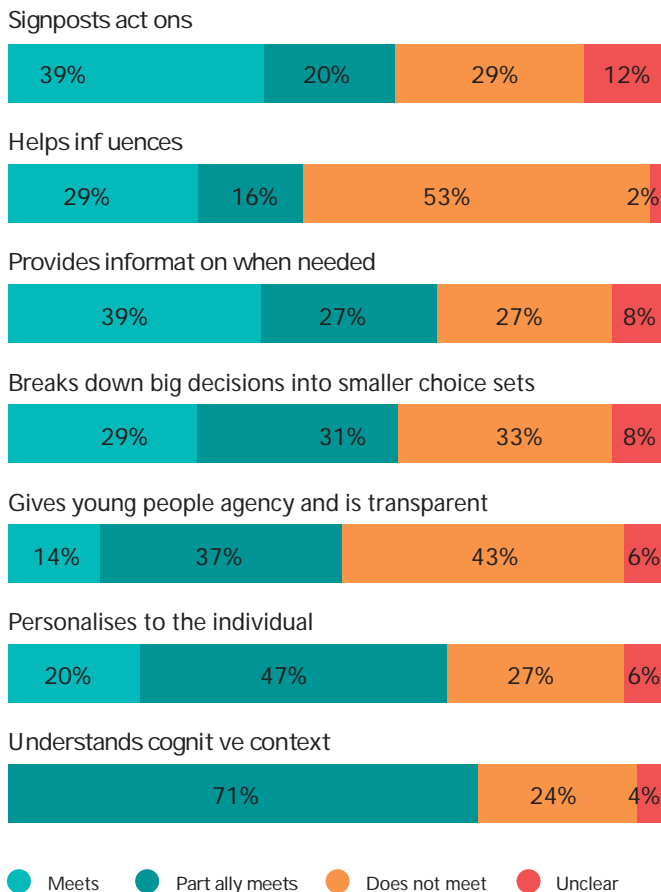 Signposts act ons
39% 20% 29% 12%
Helps inf uences
29% 16% 53% 2%
Provides informat on when needed
39% 27% 27% 8%
Breaks down big decisions into smaller choice sets
29% 31% 33% 8%
Gives young people agency and is transparent
14% 37% 43% 6%
Personalises to the individual
20% 47% 27% 6%
Understands cognit ve context
71% 24% 4%
Meets Part ally meets Does not meet Unclear